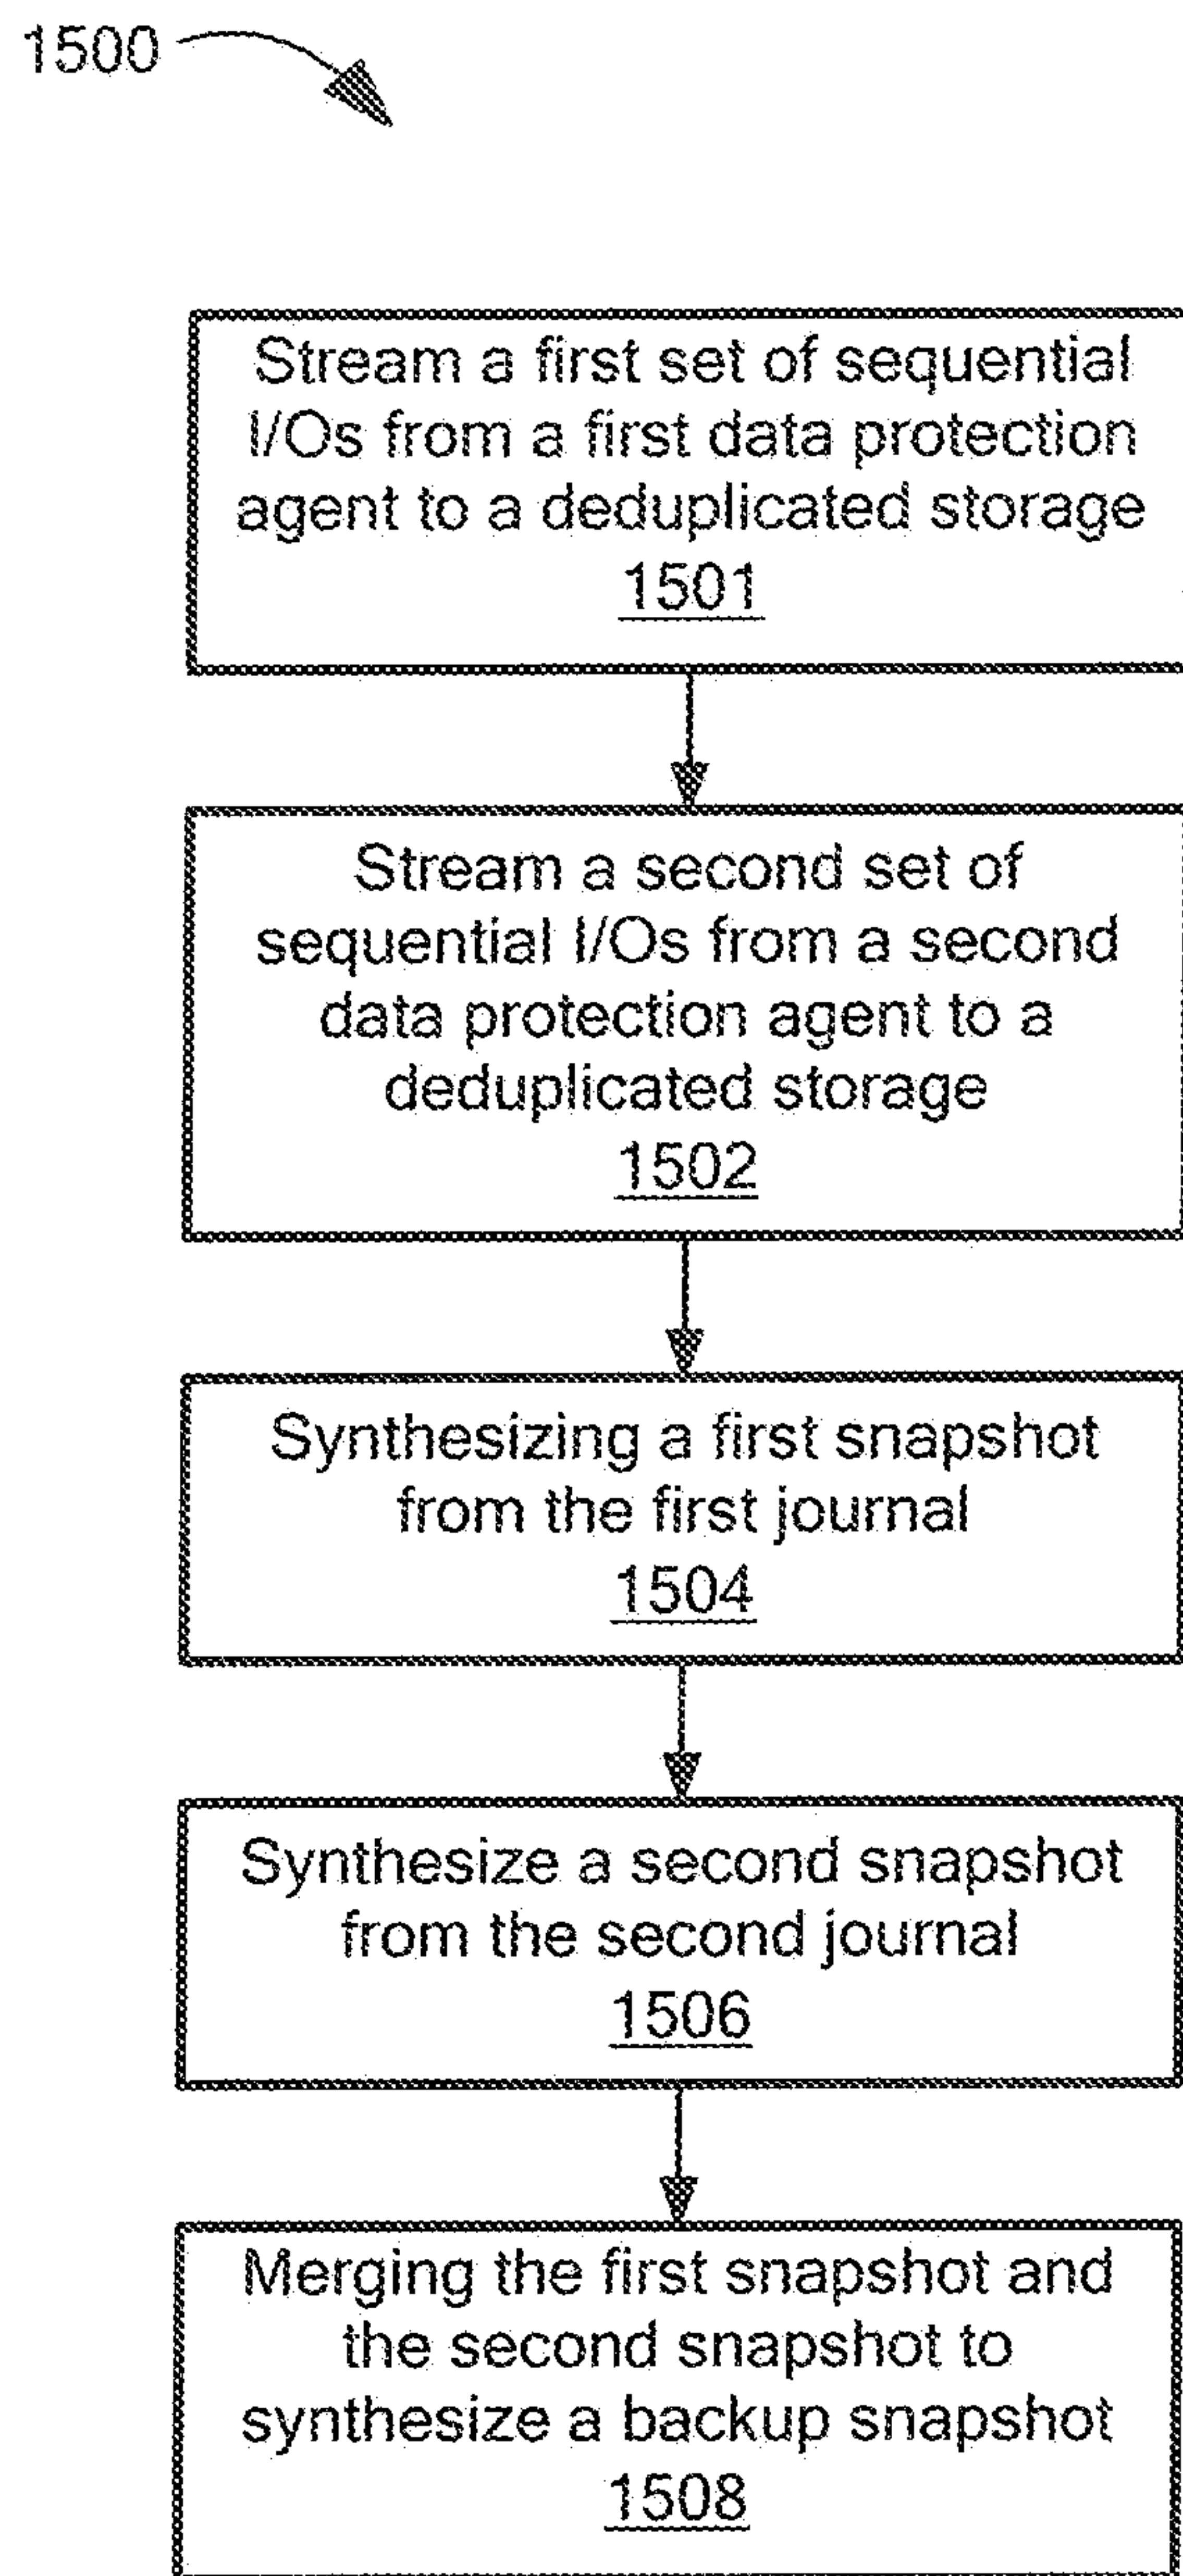 1500
Stream a first set of sequential
I/Os from a first data protection
agent to a deduplicated storage
1501
Stream a second set of
sequential I/Os from a second
data protection agent to a
deduplicated storage
1502
Synthesizing a first snapshot
from the first journal
1504
Synthesize a second snapshot
from the second journal
1506
Merging the first snapshot and
the second snapshot to
synthesize a backup snapshot
1508